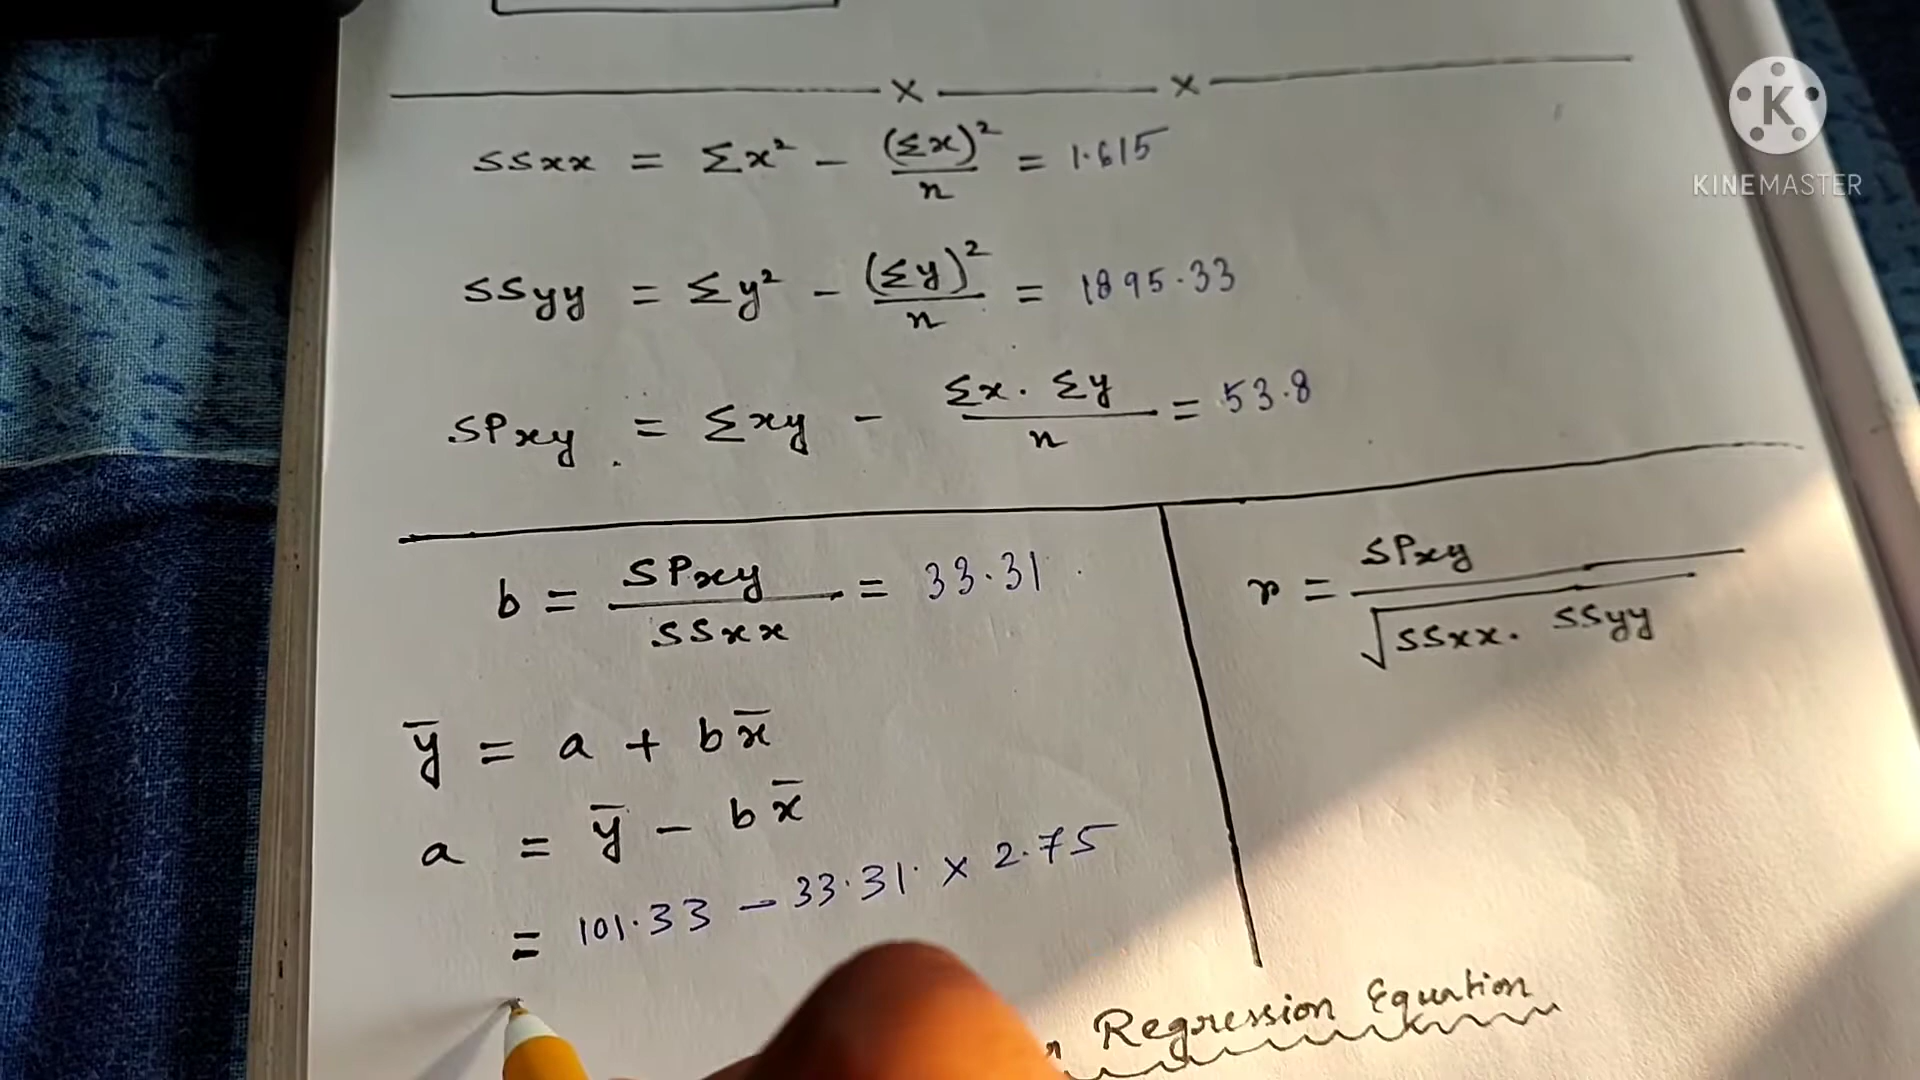 x x
K
KINEMASTER
SSxx = Σx² - (Σx)²/n = 1.615
SSyy = Σy² - (Σy)²/n = 1895.33
SPxy = Σxy - Σx. Σy/n = 53.8
b = SPxy/SSxx = 33.31
r = SPxy/√SSxx. SSyy
ȳ = a + bx̄
a = ȳ - bx̄
= 101.33 - 33.31 × 2.75
Regression Equation